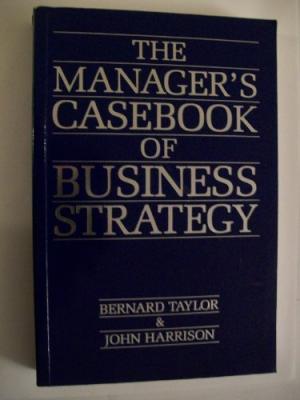 THE
MANAGER'S
CASEBOOK
OF
BUSINESS
STRATEGY
BERNARD TAYLOR
&
JOHN HARRISON